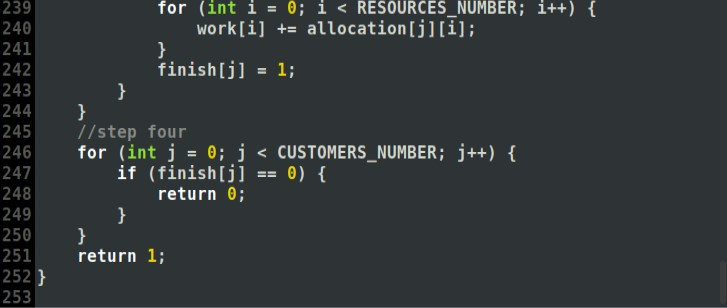 239 for (int i = 0; i < RESOURCES_NUMBER; i++) {
240 work[i] += allocation[j][i];
241 }
242 finish[j] = 1;
243 }
244 }
245 //step four
246 for (int j = 0; j < CUSTOMERS_NUMBER; j++) {
247 if (finish[j] == 0) {
248 return 0;
249 }
250 }
251 return 1;
252 }
253